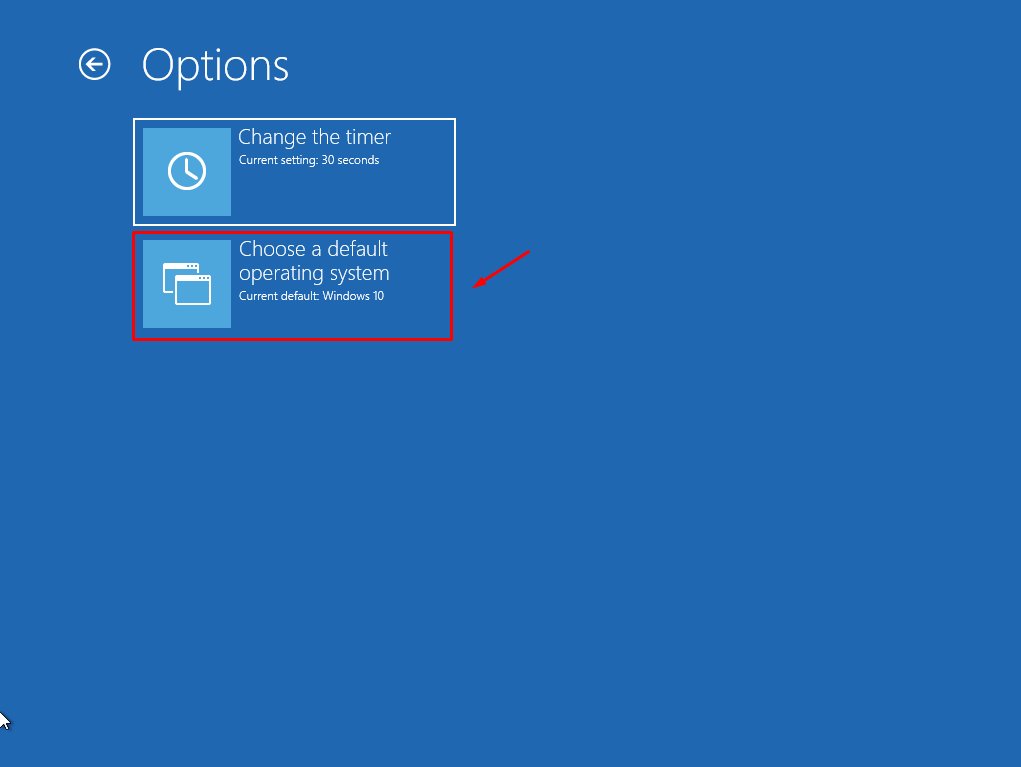 Options
Change the timer
Current setting: 30 seconds
Choose a default
operating system
Current default: Windows 10